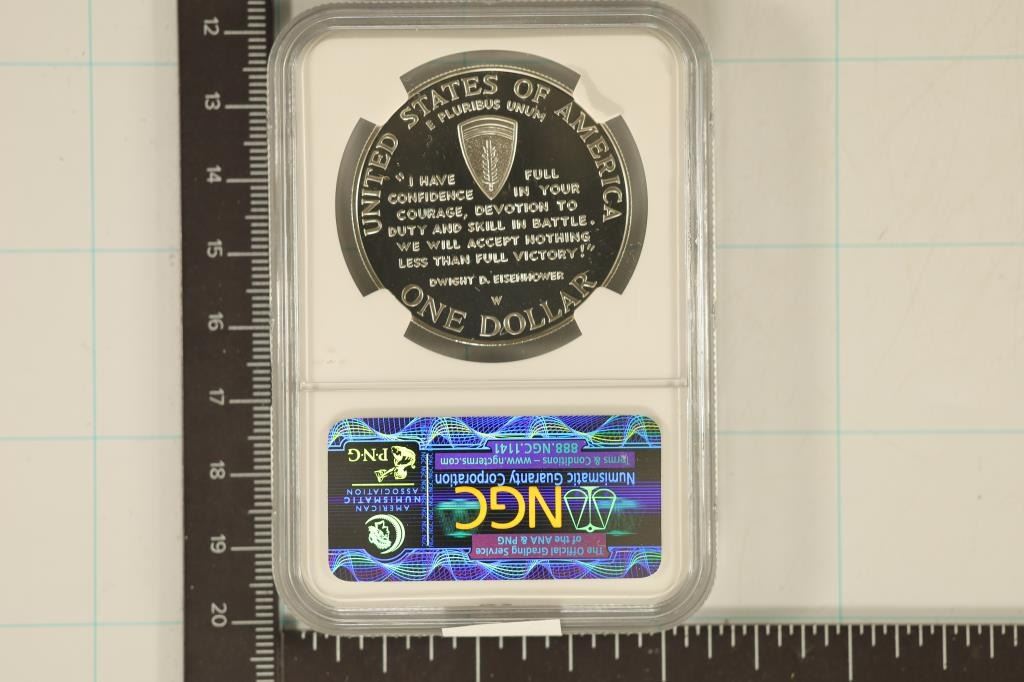 12
13
14
15
16
17
18
19
20
UNITED STATES OF AMERICA
E PLURIBUS UNUM
"I HAVE FULL
CONFIDENCE IN YOUR
COURAGE, DEVOTION TO
DUTY AND SKILL IN BATTLE.
WE WILL ACCEPT NOTHING
LESS THAN FULL VICTORY!"
DWIGHT D. EISENHOWER
W
ONE DOLLAR
The Official Grading Service
of the ANA & PNG
NGC
Numismatic Guaranty Corporation
Terms & Conditions – www.ngcterms.com
888.NGC.1141
AMERICAN
NUMISMATIC
ASSOCIATION
PNG